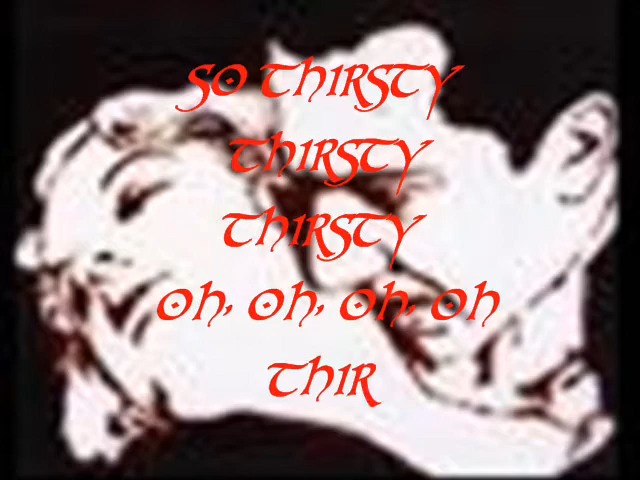 SO THIRSTY
THIRSTY
THIRSTY
Oh, Oh, Oh, Oh
THIR